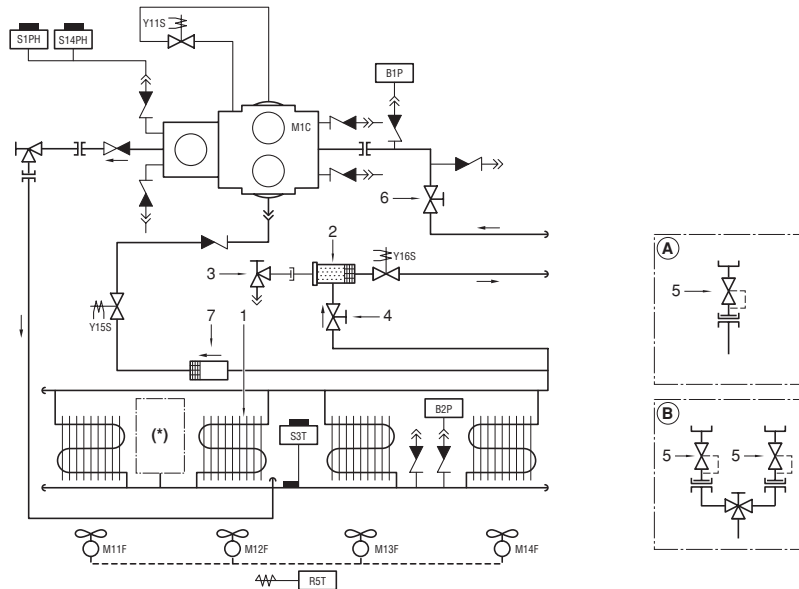 Y11S
S1PH
S14PH
B1P
M1C
6
2
Y16S
3
Y15S
7
1
4
B2P
(*)
S3T
M11F
M12F
M13F
M14F
R5T
A
5
B
5
5